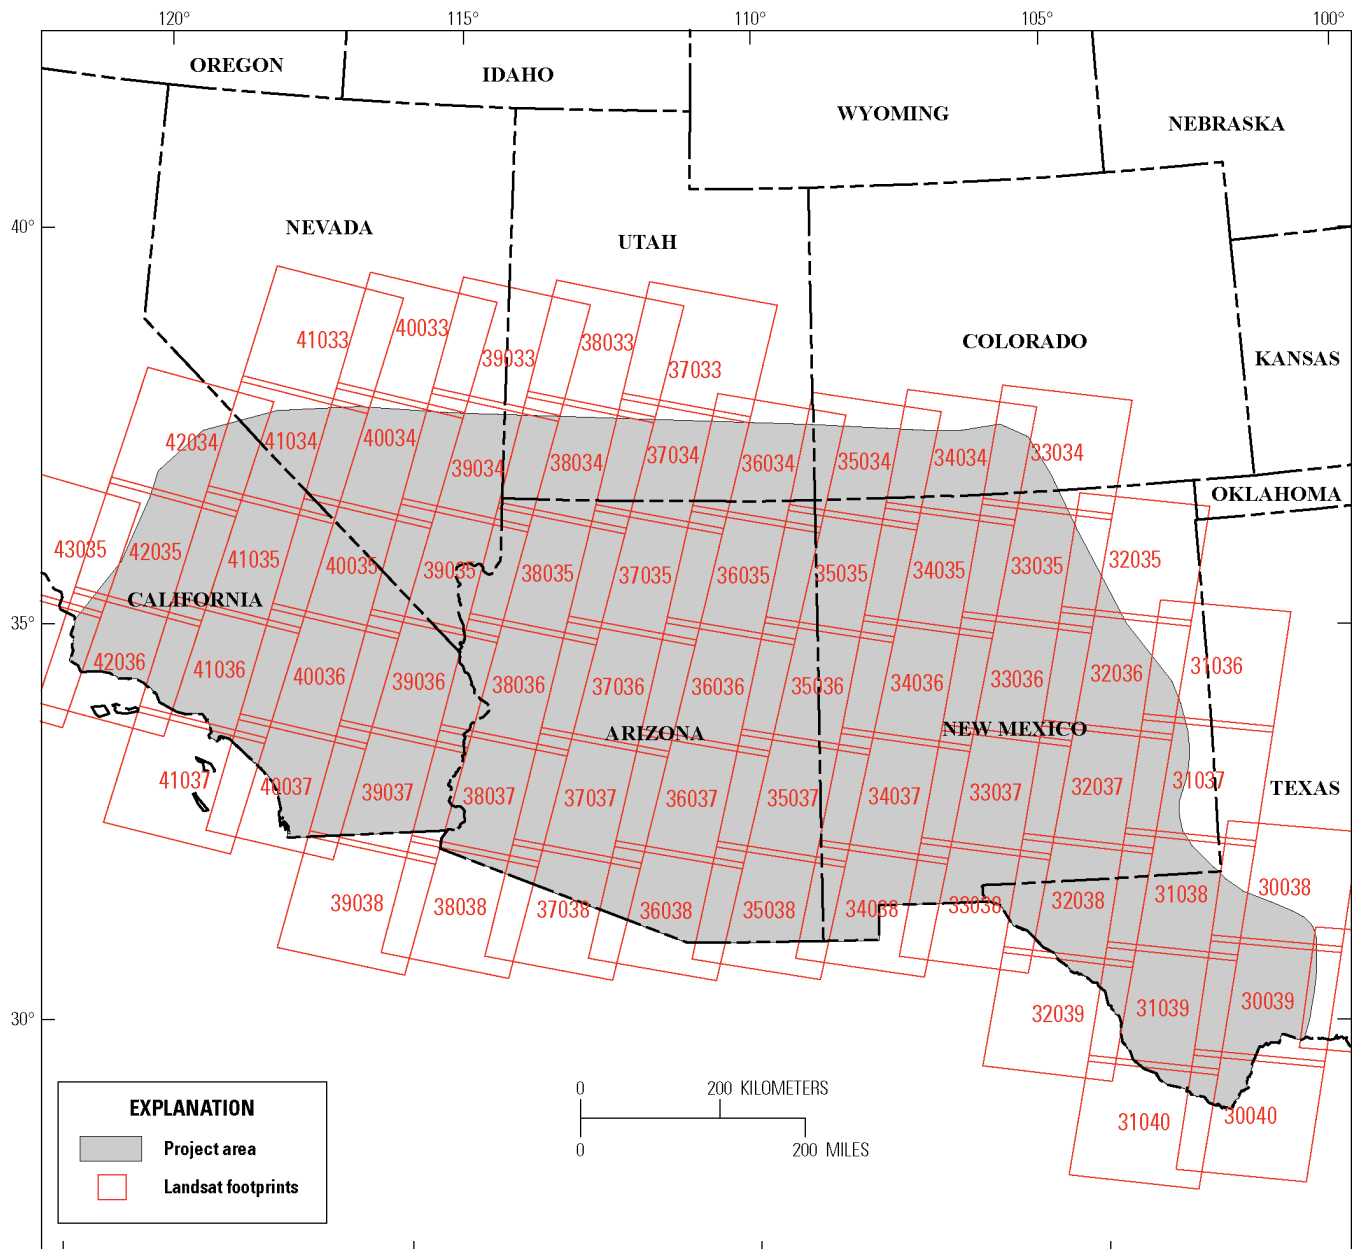 120° 115° 110° 105° 100°
OREGON
IDAHO
WYOMING
NEBRASKA
40°
NEVADA
UTAH
COLORADO
KANSAS
41033 40033 39033 38033 37033
42034 41034 40034 39034 38034 37034 36034 35034 34034 33034
OKLAHOMA
43035 42035 41035 40035 39035 38035 37035 36035 35035 34035 33035 32035
CALIFORNIA
35°
42036 41036 40036 39036 38036 37036 36036 35036 34036 33036 32036 31036
ARIZONA
NEW MEXICO
TEXAS
41037 40037 39037 38037 37037 36037 35037 34037 33037 32037 31037
39038 38038 37038 36038 35038 34038 33038 32038 31038 30038
30°
32039 31039 30039
31040 30040
0 200 KILOMETERS
0 200 MILES
EXPLANATION
Project area
Landsat footprints